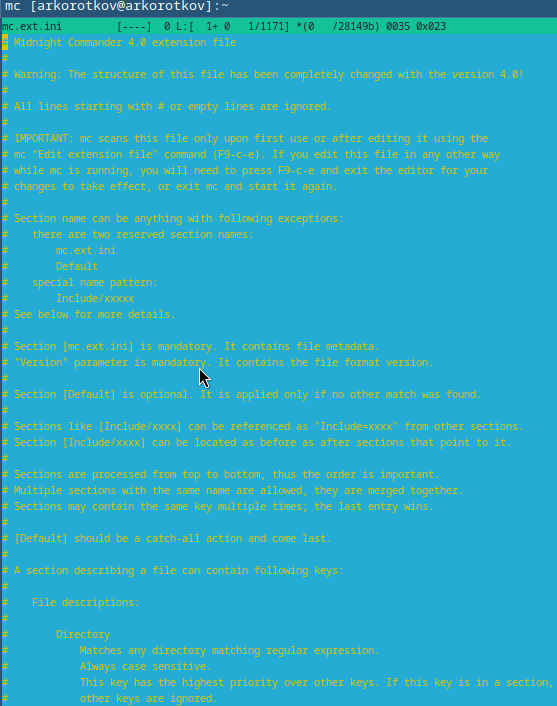 mc [arkorotkov@arkorotkov]:~
mc.ext.ini         [----]  0 L:[  1+ 0   1/1171] *(0   /28149b) 0035 0x023
# Midnight Commander 4.0 extension file
#
# Warning: The structure of this file has been completely changed with the version 4.0!
#
# All lines starting with # or empty lines are ignored.
#
# IMPORTANT: mc scans this file only upon first use or after editing it using the
# mc "Edit extension file" command (F9-c-e). If you edit this file in any other way
# while mc is running, you will need to press F9-c-e and exit the editor for your
# changes to take effect, or exit mc and start it again.
#
# Section name can be anything with following exceptions:
#    there are two reserved section names:
#        mc.ext.ini
#        Default
#    special name pattern:
#        Include/xxxxx
# See below for more details.
#
# Section [mc.ext.ini] is mandatory. It contains file metadata.
# "Version" parameter is mandatory. It contains the file format version.
#
# Section [Default] is optional. It is applied only if no other match was found.
#
# Sections like [Include/xxxx] can be referenced as "Include=xxxx" from other sections.
# Section [Include/xxxx] can be located as before as after sections that point to it.
#
# Sections are processed from top to bottom, thus the order is important.
# Multiple sections with the same name are allowed, they are merged together.
# Sections may contain the same key multiple times; the last entry wins.
#
# [Default] should be a catch-all action and come last.
#
# A section describing a file can contain following keys:
#
#    File descriptions:
#
#        Directory
#            Matches any directory matching regular expression.
#            Always case sensitive.
#            This key has the highest priority over other keys. If this key is in a section,
#            other keys are ignored.